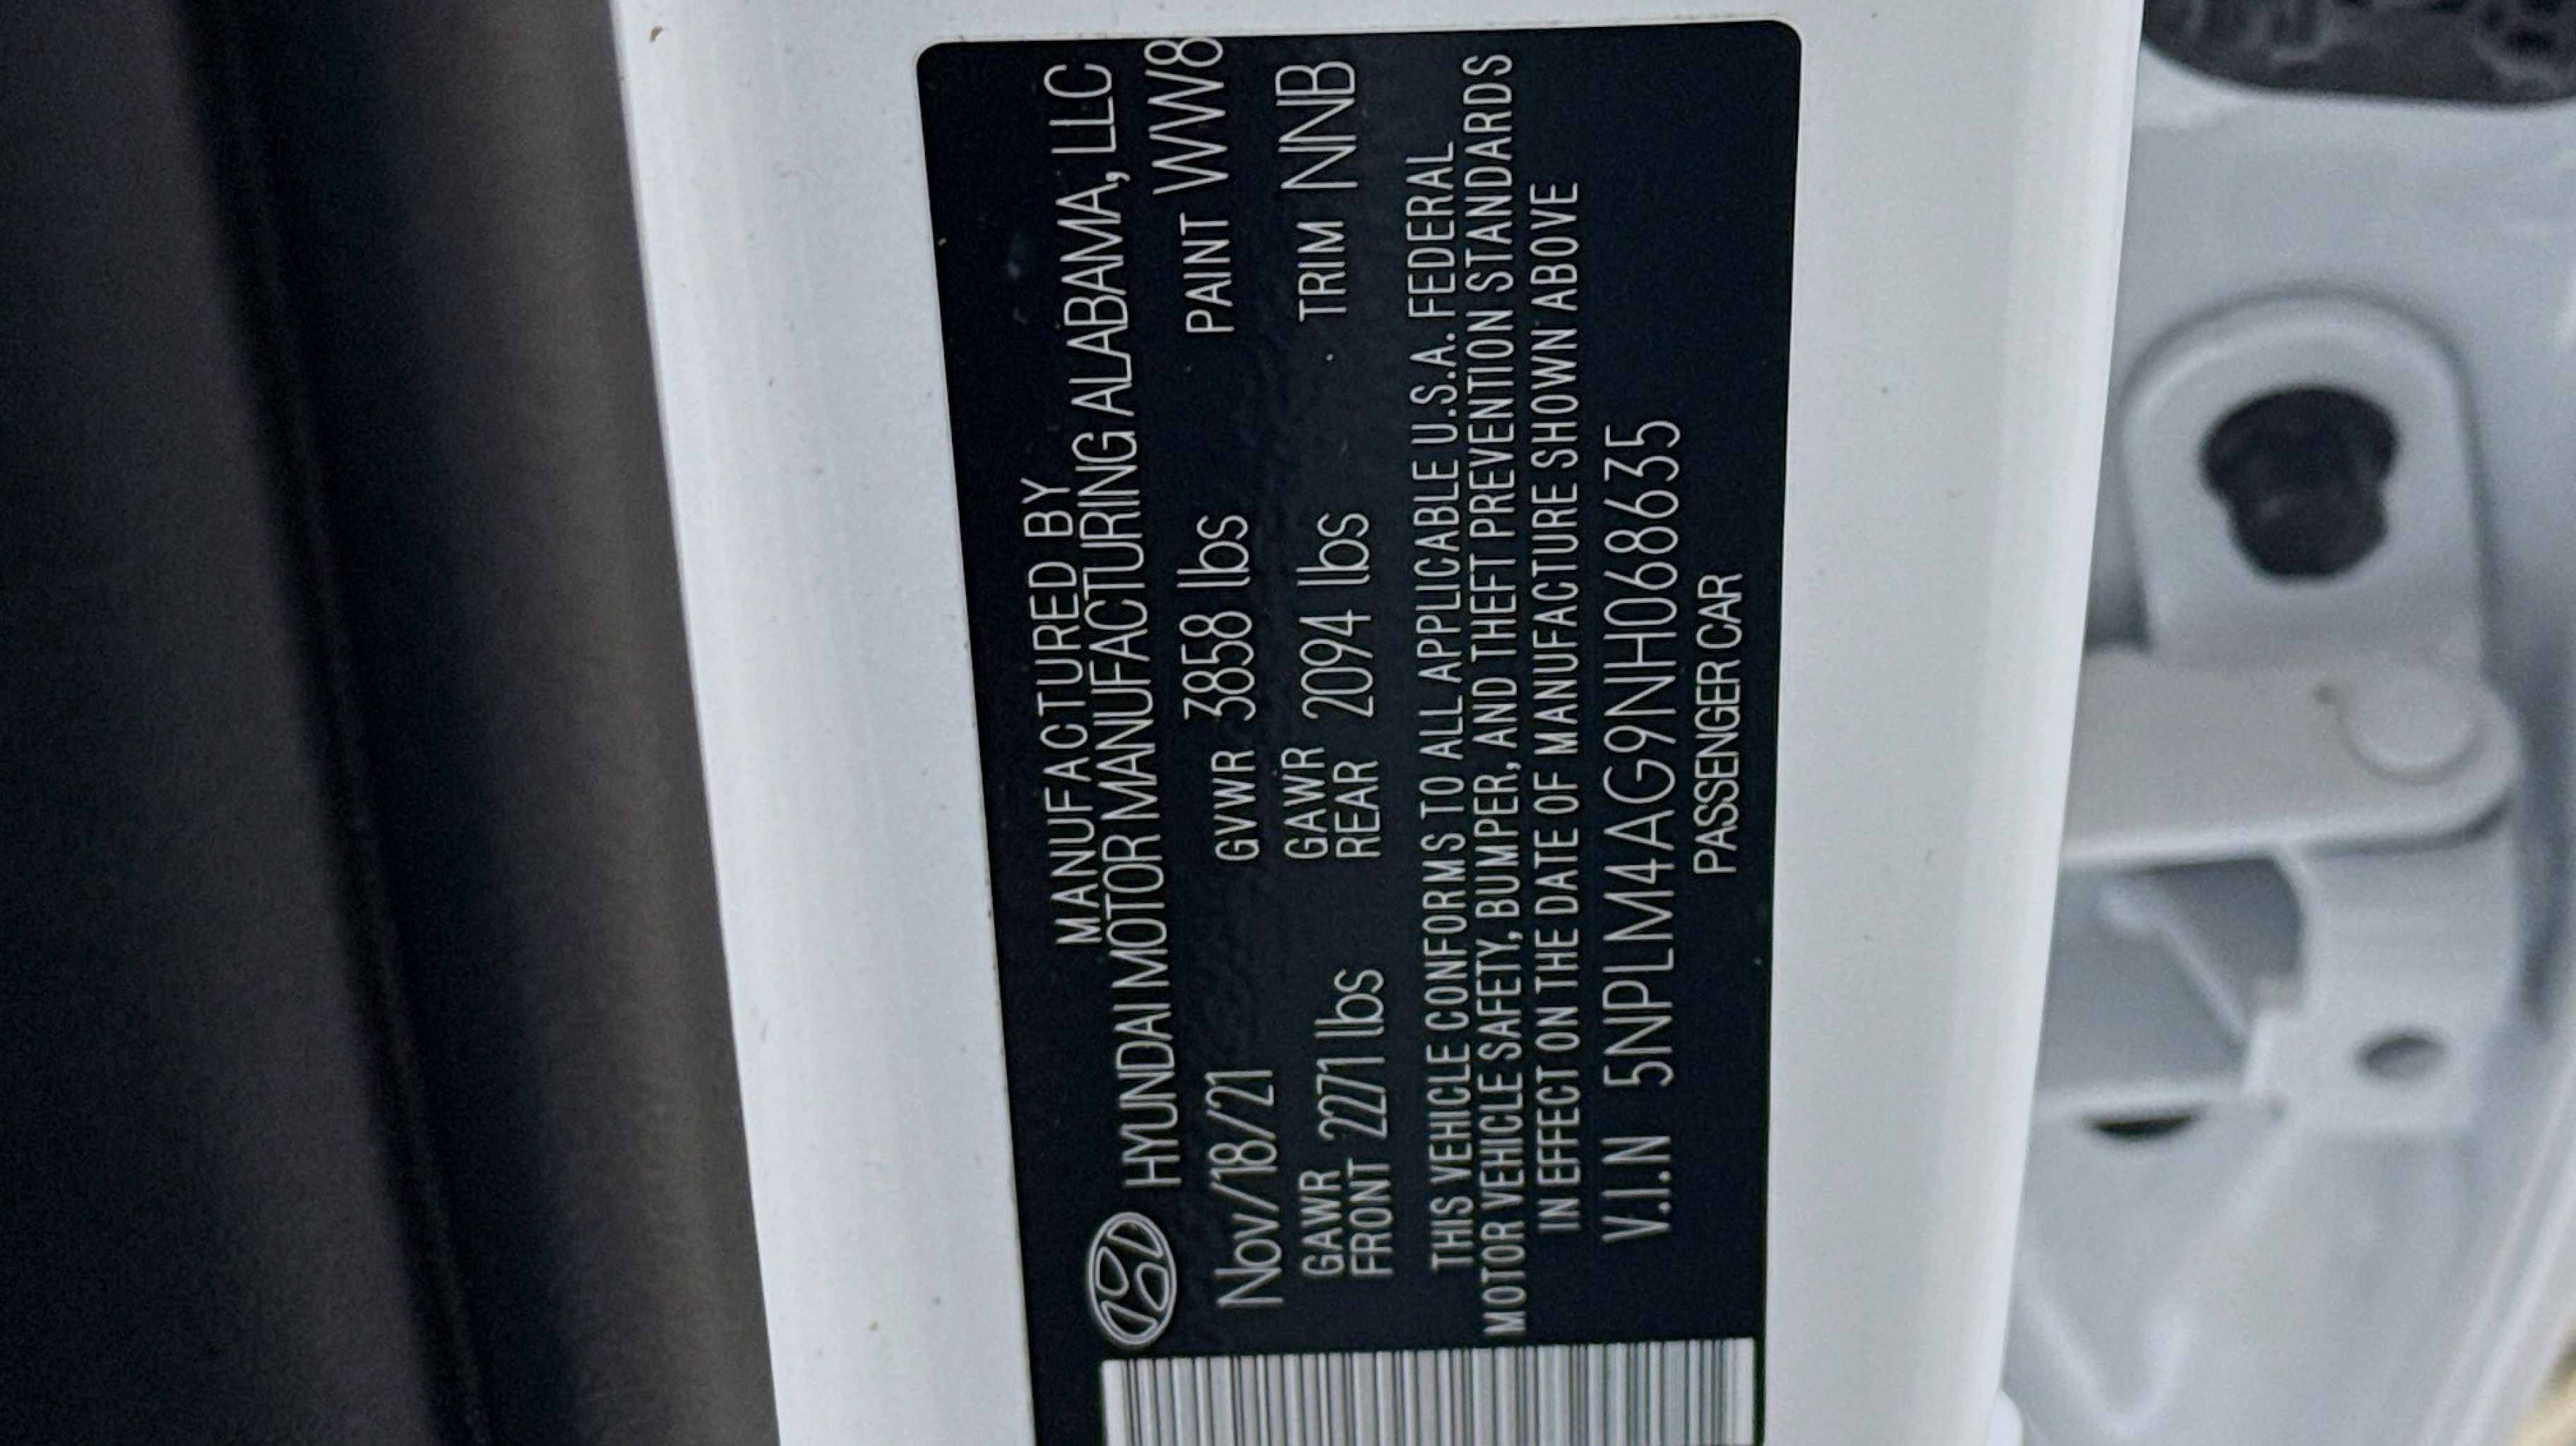 MANUFACTURED BY
HYUNDAI MOTOR MANUFACTURING ALABAMA, LLC
Nov/18/21 GVWR 3858 lbs PAINT WW8
GAWR FRONT 2271 lbs GAWR REAR 2094 lbs TRIM NNB
THIS VEHICLE CONFORMS TO ALL APPLICABLE U.S.A. FEDERAL
MOTOR VEHICLE SAFETY, BUMPER, AND THEFT PREVENTION STANDARDS
IN EFFECT ON THE DATE OF MANUFACTURE SHOWN ABOVE
V.I.N 5NPLM4AG9NH068635
PASSENGER CAR